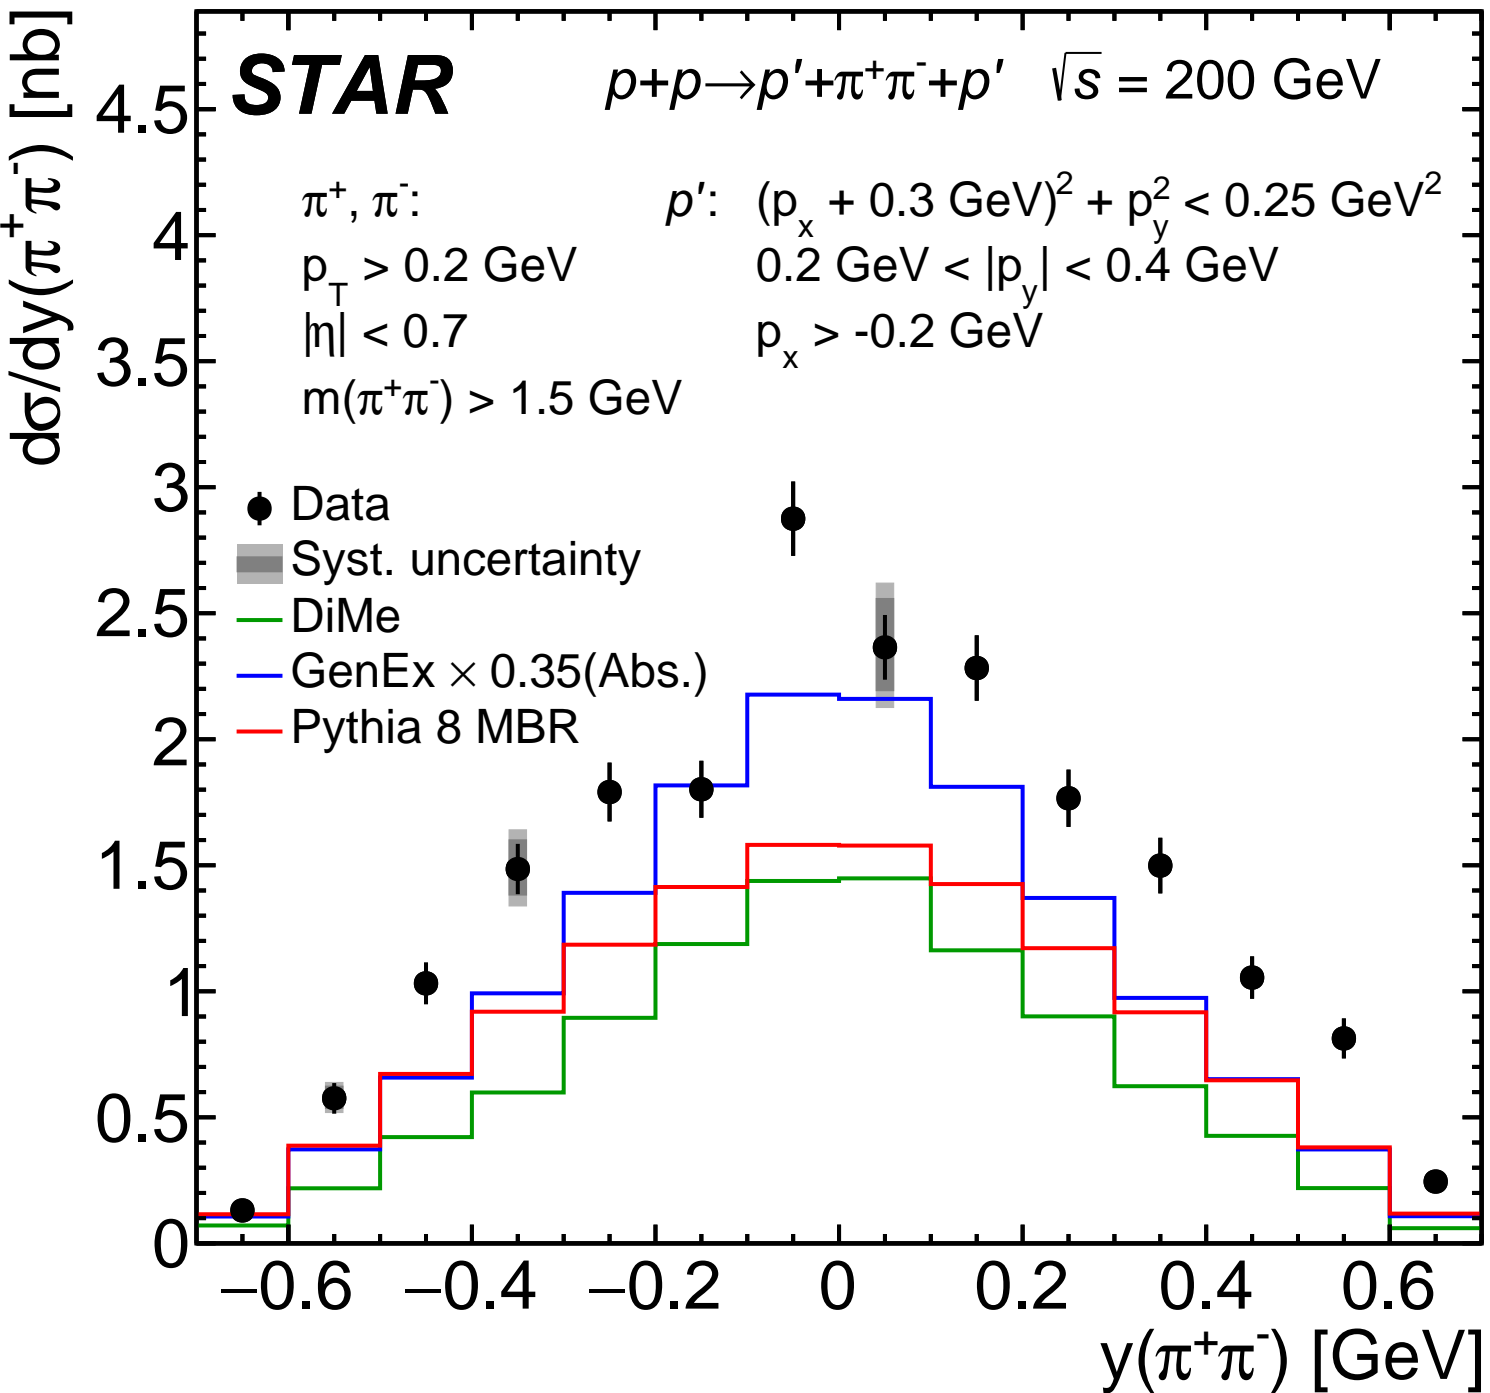 STAR p+p→p′+π⁺π⁻+p′ √s = 200 GeV
π⁺, π⁻: p′: (pₓ + 0.3 GeV)² + p_y² < 0.25 GeV²
p_T > 0.2 GeV 0.2 GeV < |p_y| < 0.4 GeV
|η| < 0.7 pₓ > -0.2 GeV
m(π⁺π⁻) > 1.5 GeV
Data
Syst. uncertainty
DiMe
GenEx × 0.35(Abs.)
Pythia 8 MBR
dσ/dy(π⁺π⁻) [nb]
4.5
4
3.5
3
2.5
2
1.5
1
0.5
0
−0.6 −0.4 −0.2 0 0.2 0.4 0.6
y(π⁺π⁻) [GeV]